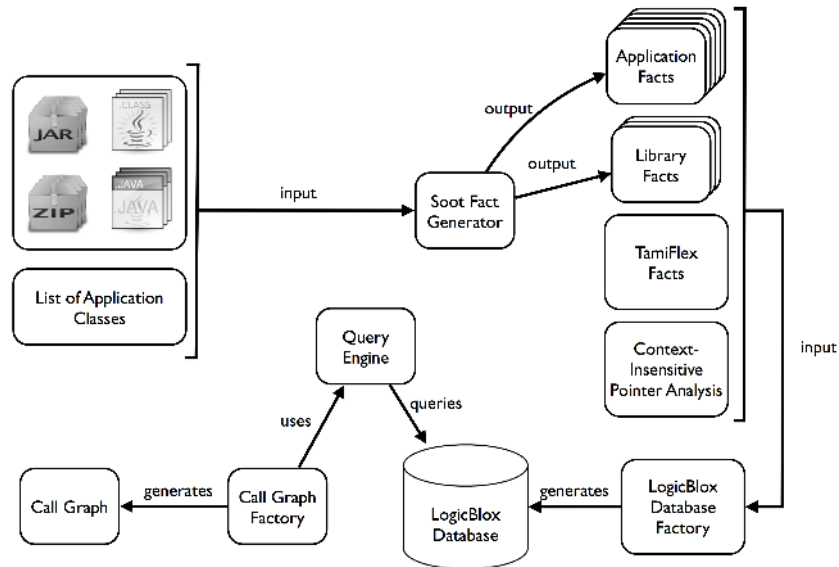 JAR
.CLASS
ZIP
.JAVA
.JAVA
List of Application
Classes
input
Soot Fact
Generator
output
output
Application
Facts
Library
Facts
TamiFlex
Facts
Context-
Insensitive
Pointer Analysis
input
Query
Engine
uses
queries
Call Graph
generates
Call Graph
Factory
LogicBlox
Database
generates
LogicBlox
Database
Factory